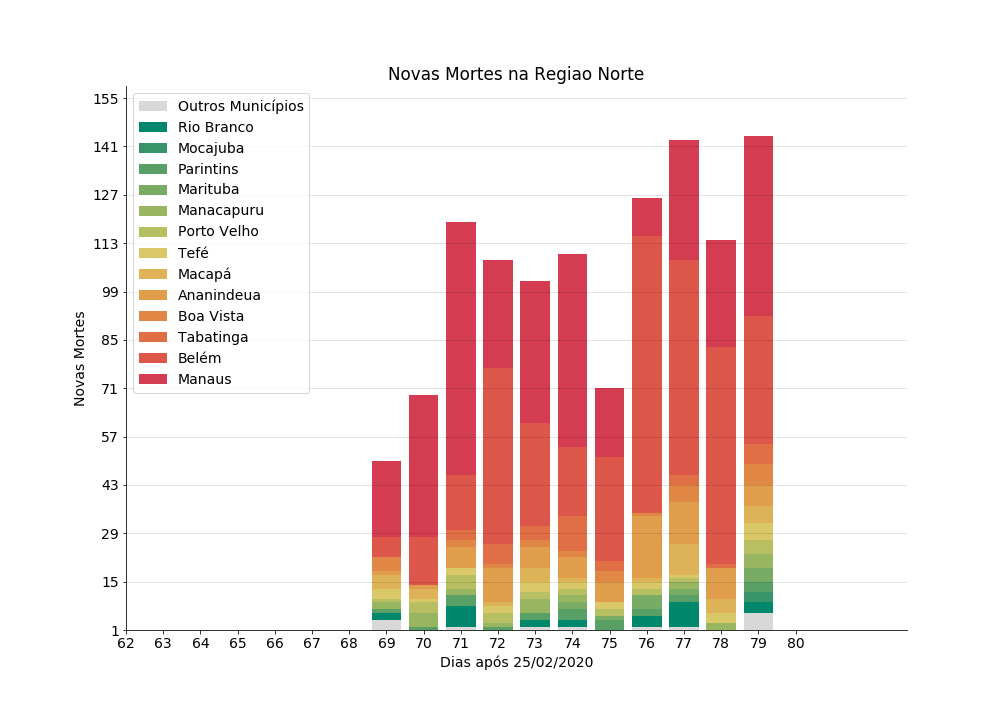 Novas Mortes na Regiao Norte
155
141
127
113
99
85
71
57
43
29
15
1
Novas Mortes
Outros Municípios
Rio Branco
Mocajuba
Parintins
Marituba
Manacapuru
Porto Velho
Tefé
Macapá
Ananindeua
Boa Vista
Tabatinga
Belém
Manaus
62 63 64 65 66 67 68 69 70 71 72 73 74 75 76 77 78 79 80
Dias após 25/02/2020